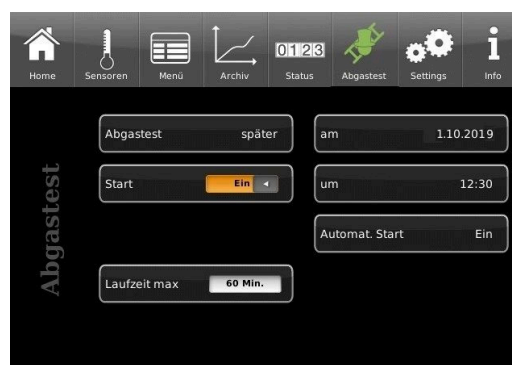 0123
Home Sensoren Menü Archiv Status Abgastest Settings Info
Abgastest
Abgastest später
am 1.10.2019
Start Ein
um 12:30
Automat. Start Ein
Laufzeit max 60 Min.